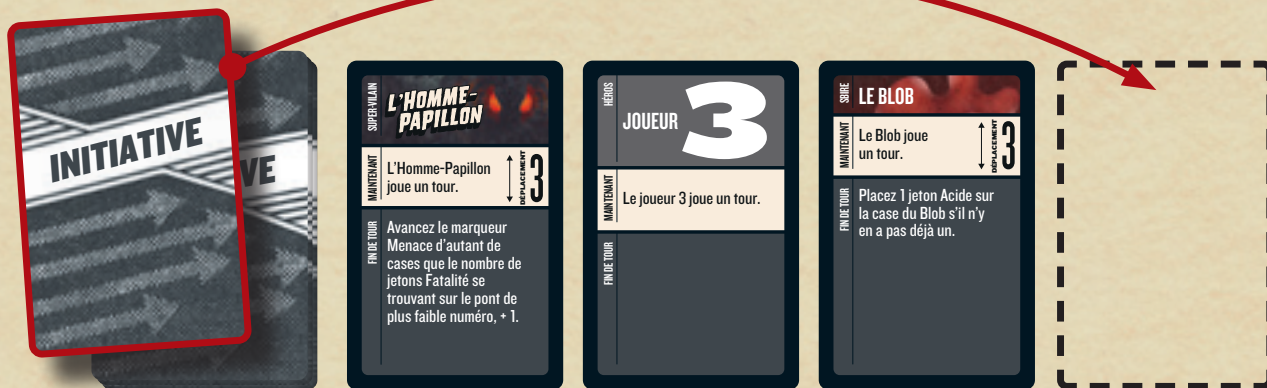 INITIATIVE
VE
SUPER-VILAIN
L'HOMME-
PAPILLON
MAINTENANT
L'Homme-Papillon
joue un tour.
DÉPLACEMENT
3
FIN DE TOUR
Avancez le marqueur
Menace d'autant de
cases que le nombre de
jetons Fatalité se
trouvant sur le pont de
plus faible numéro, + 1.
HÉROS
JOUEUR 3
MAINTENANT
Le joueur 3 joue un tour.
FIN DE TOUR
SBIRE
LE BLOB
MAINTENANT
Le Blob joue
un tour.
DÉPLACEMENT
3
FIN DE TOUR
Placez 1 jeton Acide sur
la case du Blob s'il n'y
en a pas déjà un.